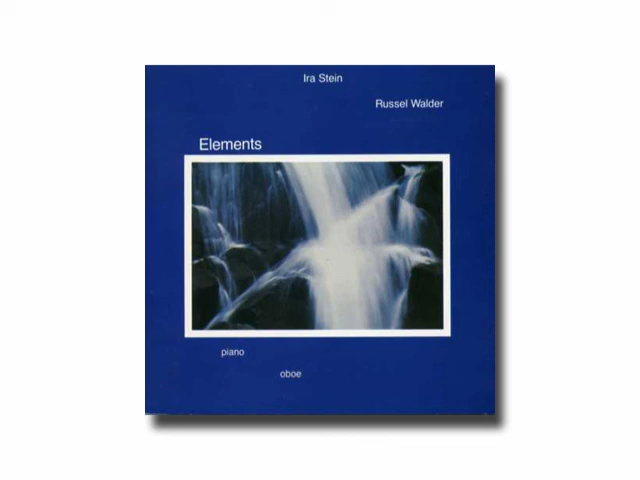 Ira Stein
Russel Walder
Elements
piano
oboe